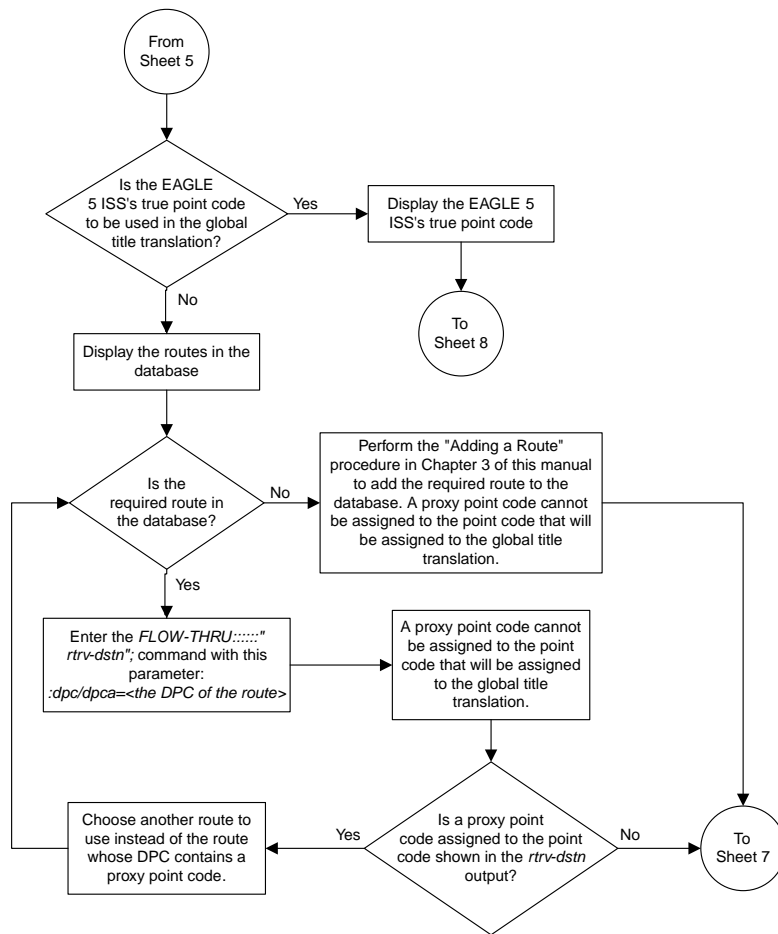 From
Sheet 5
Is the EAGLE
5 ISS's true point code
to be used in the global
title translation?
Yes
Display the EAGLE 5
ISS's true point code
No
To
Sheet 8
Display the routes in the
database
Is the
required route in
the database?
No
Perform the "Adding a Route"
procedure in Chapter 3 of this manual
to add the required route to the
database. A proxy point code cannot
be assigned to the point code that will
be assigned to the global title
translation.
Yes
Enter the FLOW-THRU::::::"
rtrv-dstn"; command with this
parameter:
:dpc/dpca=<the DPC of the route>
A proxy point code cannot
be assigned to the point
code that will be assigned
to the global title
translation.
Choose another route to
use instead of the route
whose DPC contains a
proxy point code.
Yes
Is a proxy point
code assigned to the point
code shown in the rtrv-dstn
output?
No
To
Sheet 7